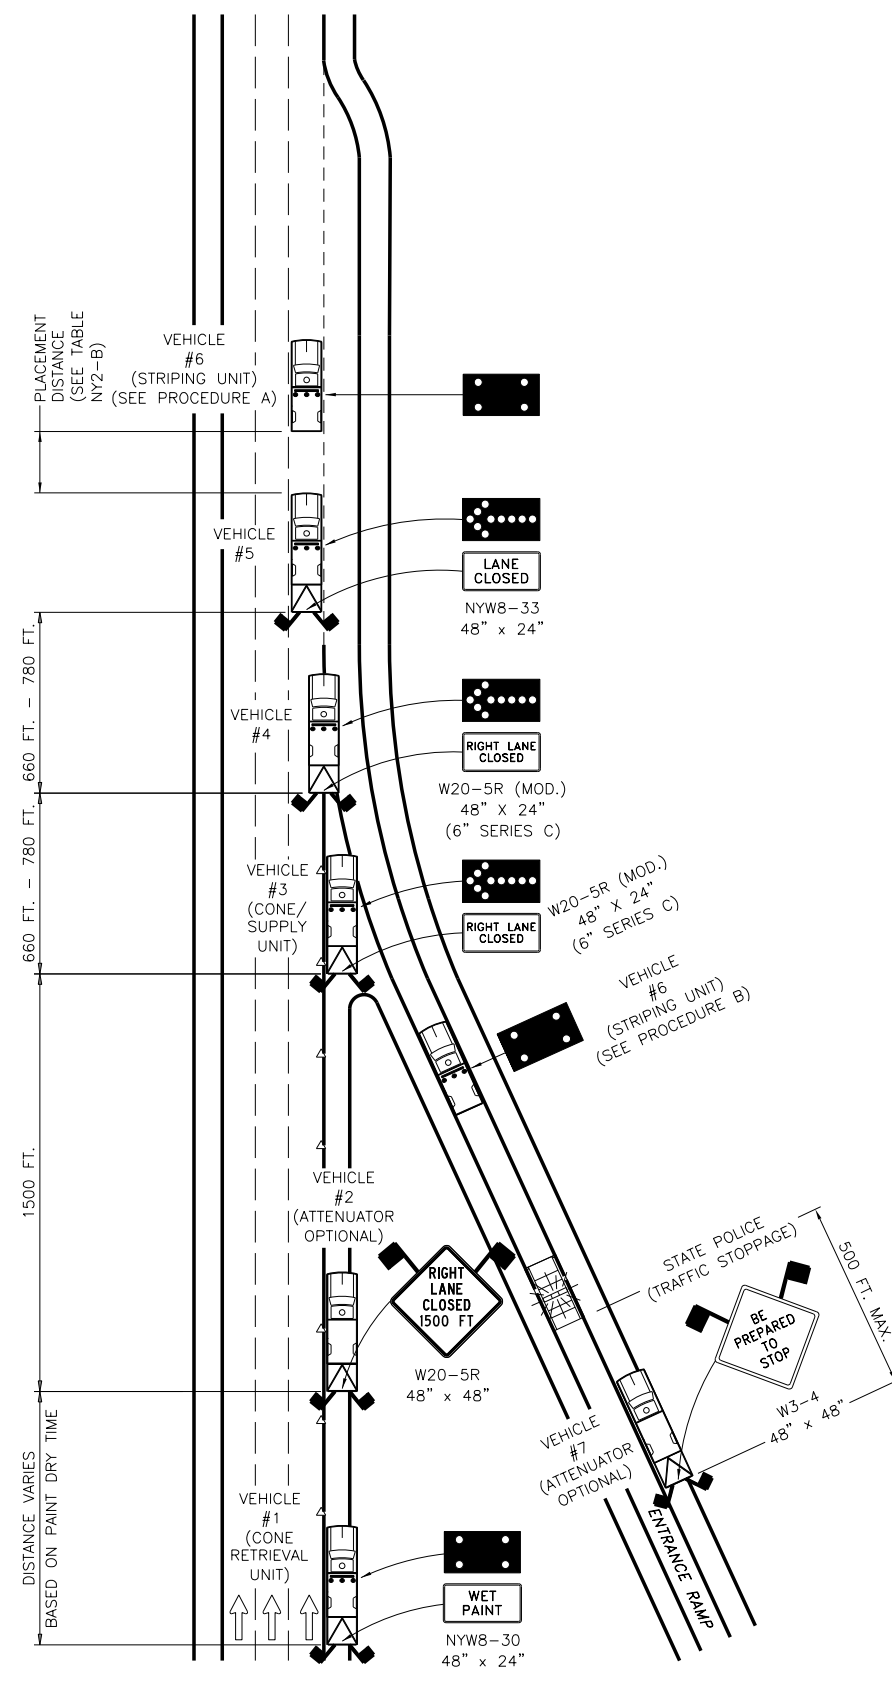 PLACEMENT
DISTANCE
(SEE TABLE
NY2-B)
VEHICLE
#6
(STRIPING UNIT)
(SEE PROCEDURE A)
VEHICLE
#5
LANE
CLOSED
NYW8-33
48" x 24"
660 FT. - 780 FT.
VEHICLE
#4
RIGHT LANE
CLOSED
W20-5R (MOD.)
48" X 24"
(6" SERIES C)
660 FT. - 780 FT.
VEHICLE
#3
(CONE/
SUPPLY
UNIT)
RIGHT LANE
CLOSED
W20-5R (MOD.)
48" X 24"
(6" SERIES C)
VEHICLE
#6
(STRIPING UNIT)
(SEE PROCEDURE B)
1500 FT.
VEHICLE
#2
(ATTENUATOR
OPTIONAL)
RIGHT
LANE
CLOSED
1500 FT
W20-5R
48" x 48"
STATE POLICE
(TRAFFIC STOPPAGE)
500 FT. MAX.
BE
PREPARED
TO
STOP
W3-4
48" x 48"
VEHICLE
#7
(ATTENUATOR
OPTIONAL)
ENTRANCE RAMP
DISTANCE VARIES
BASED ON PAINT DRY TIME
VEHICLE
#1
(CONE
RETRIEVAL
UNIT)
WET
PAINT
NYW8-30
48" x 24"